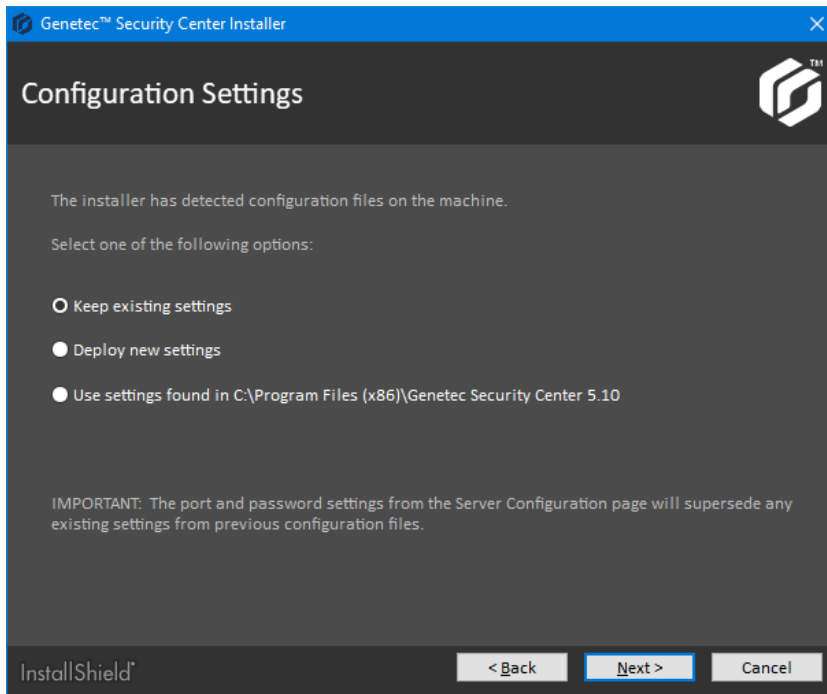 Genetec™ Security Center Installer
Configuration Settings
TM
The installer has detected configuration files on the machine.
Select one of the following options:
Keep existing settings
Deploy new settings
Use settings found in C:\Program Files (x86)\Genetec Security Center 5.10
IMPORTANT:  The port and password settings from the Server Configuration page will supersede any
existing settings from previous configuration files.
InstallShield®
< Back
Next >
Cancel